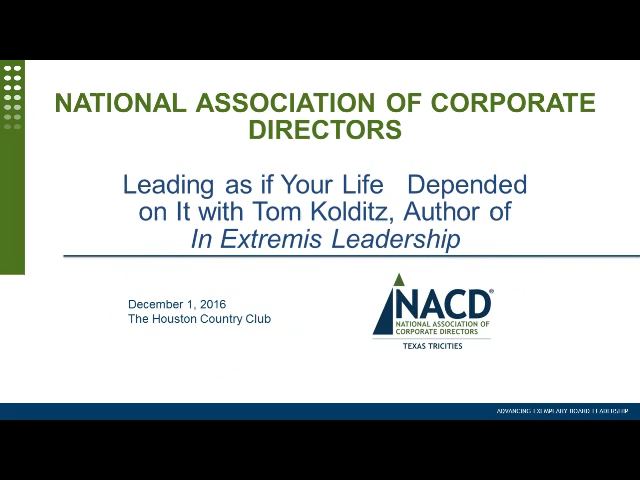 NATIONAL ASSOCIATION OF CORPORATE
DIRECTORS
Leading as if Your Life Depended
on It with Tom Kolditz, Author of
In Extremis Leadership
December 1, 2016
The Houston Country Club
NACD®
NATIONAL ASSOCIATION OF
CORPORATE DIRECTORS
TEXAS TRICITIES
ADVANCING EXEMPLARY BOARD LEADERSHIP